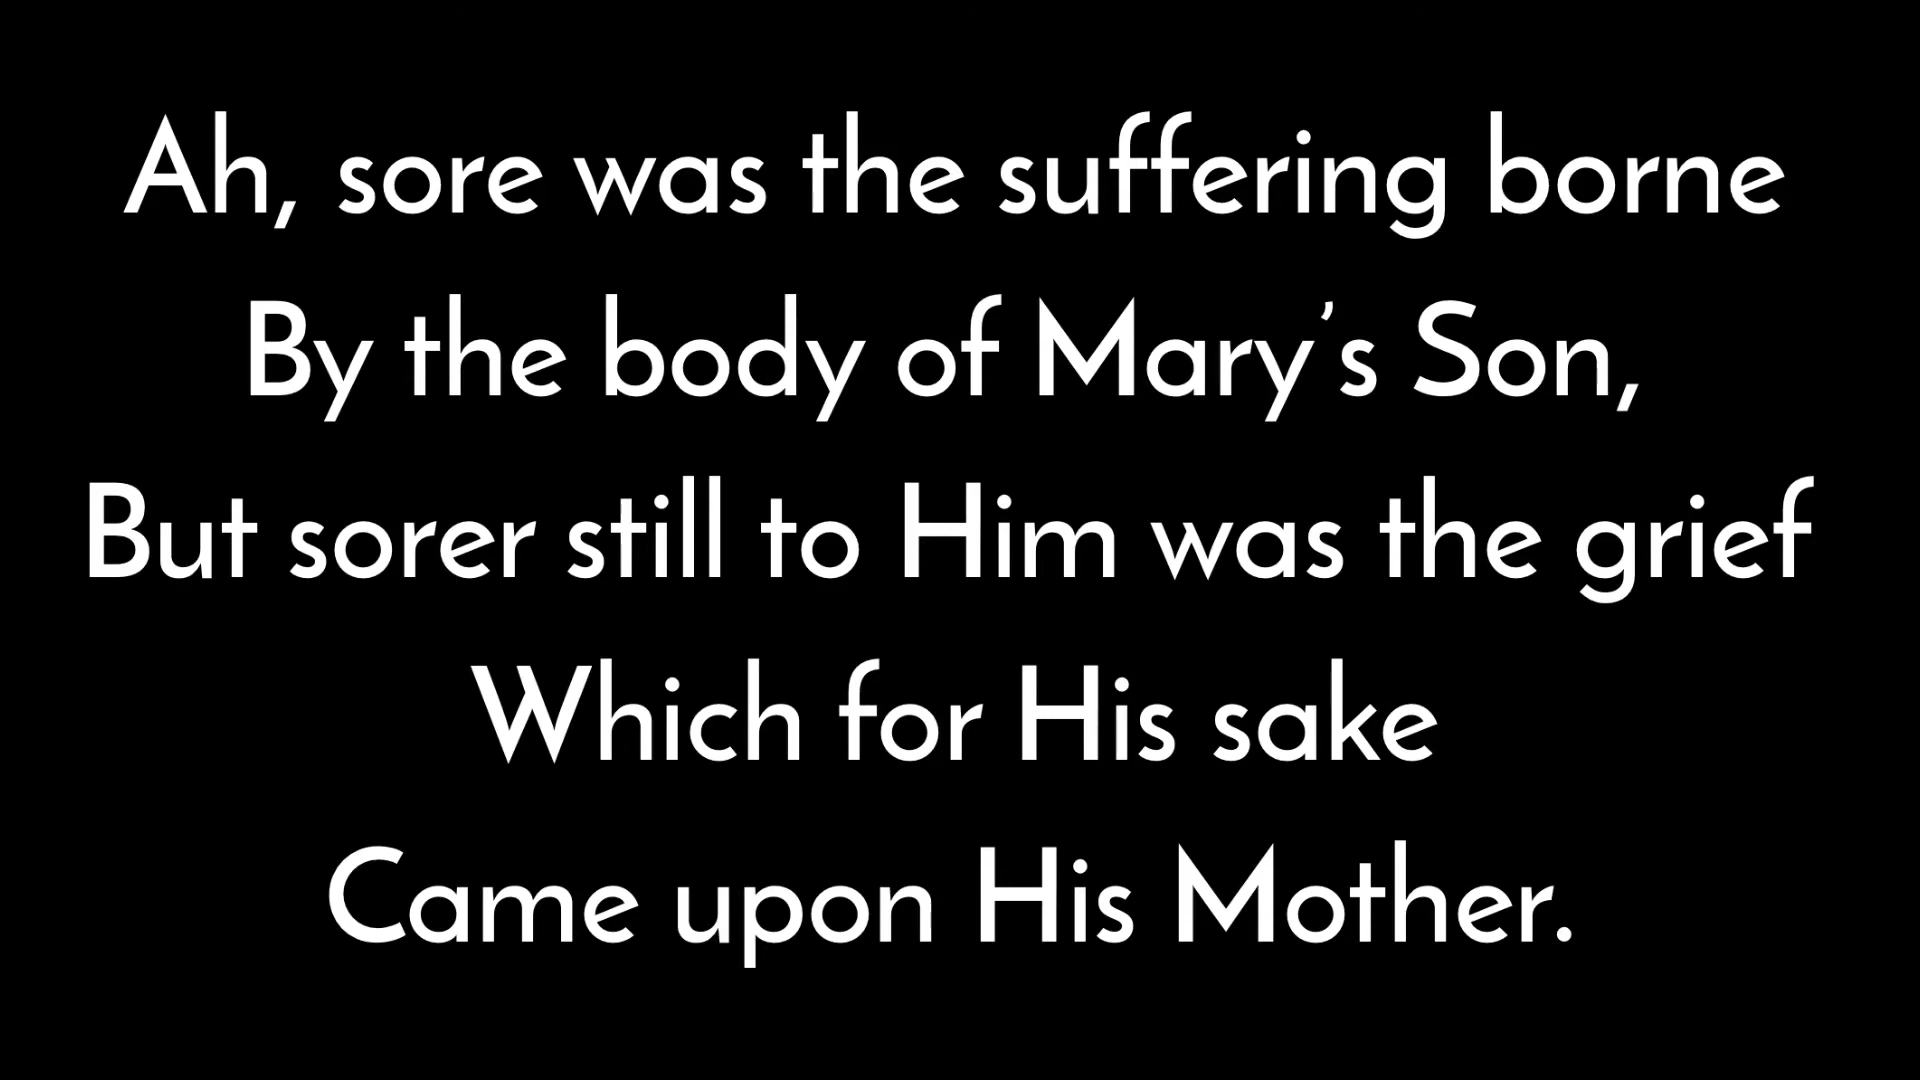 Ah, sore was the suffering borne
By the body of Mary’s Son,
But sorer still to Him was the grief
Which for His sake
Came upon His Mother.